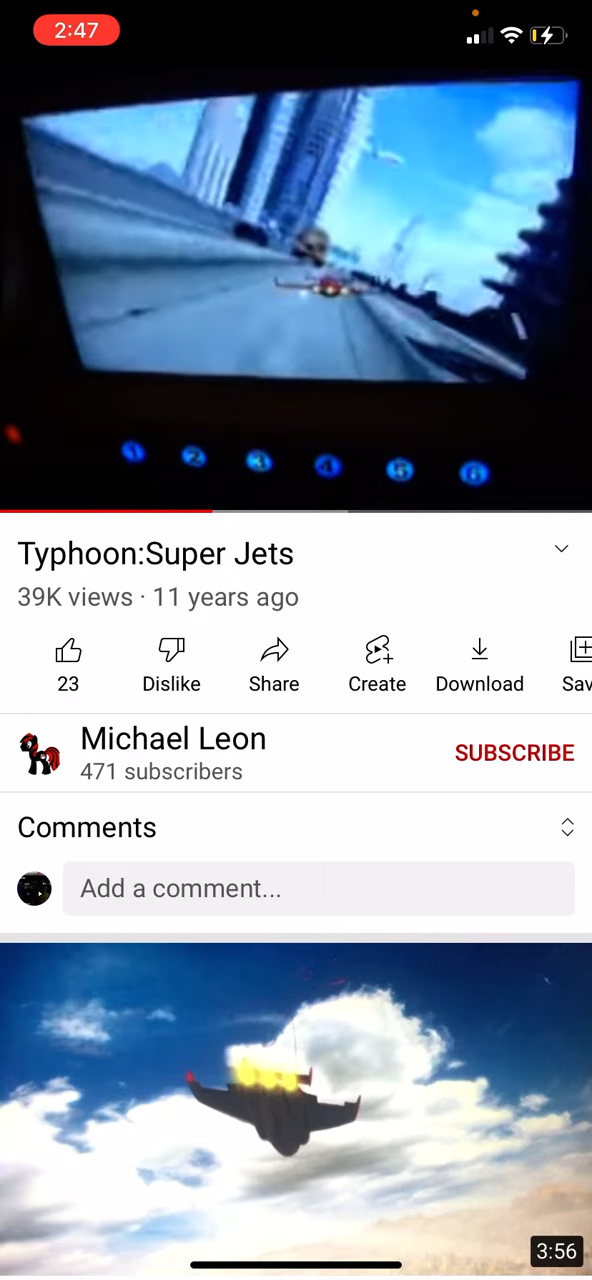 2:47
1 2 3 4 5 6
Typhoon:Super Jets
39K views · 11 years ago
23 Dislike Share Create Download Sav
Michael Leon
471 subscribers
SUBSCRIBE
Comments
Add a comment...
3:56